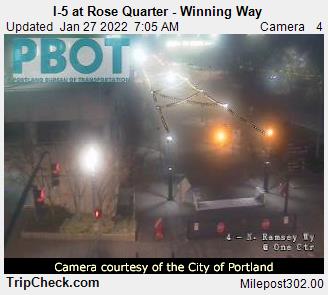 I-5 at Rose Quarter - Winning Way
Updated Jan 27 2022 7:05 AM Camera 4
PBOT
PORTLAND BUREAU OF TRANSPORTATION
4 - N. Ramsey Wy
@ One Ctr
Camera courtesy of the City of Portland
TripCheck.com Milepost302.00